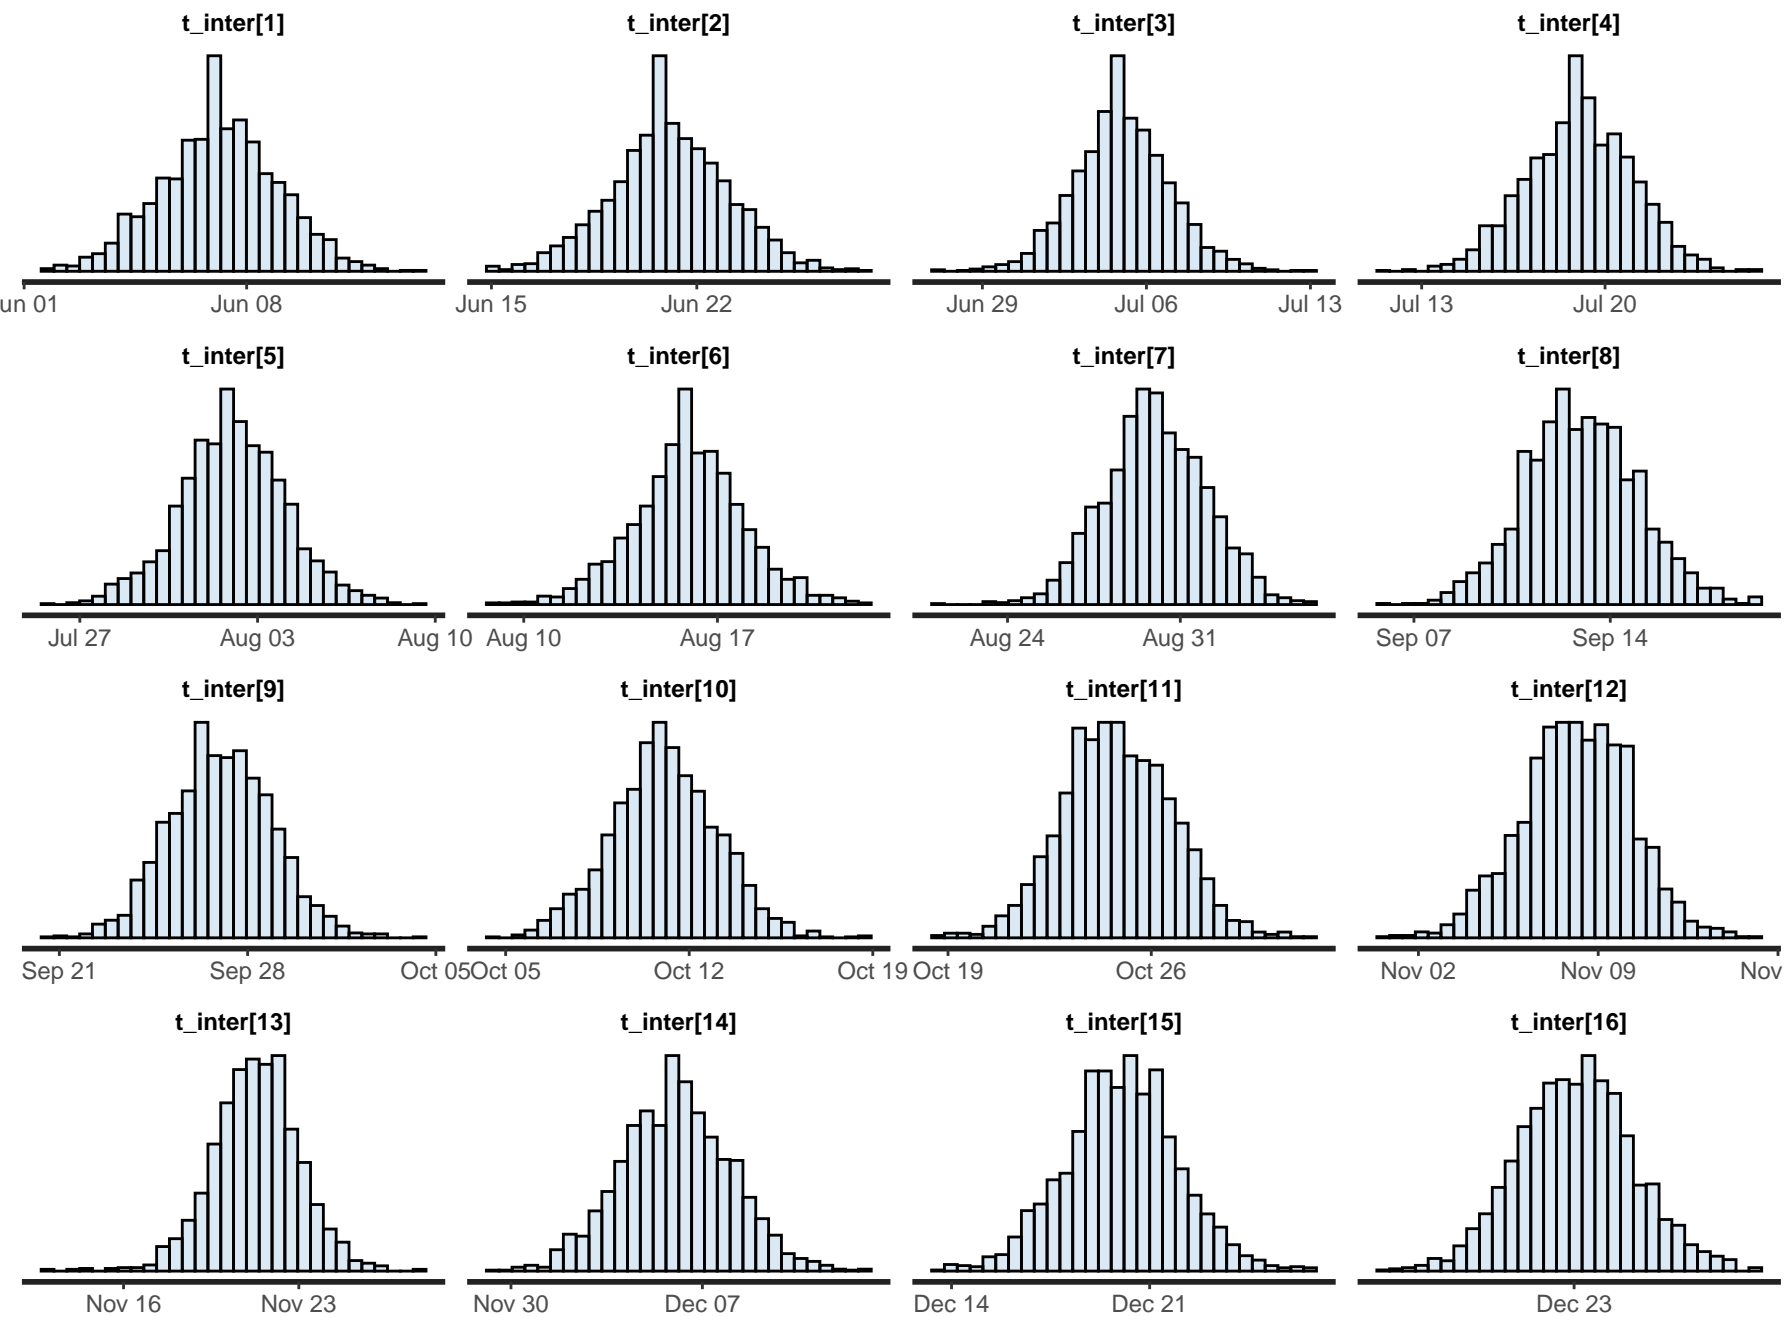 t_inter[1] t_inter[2] t_inter[3] t_inter[4]
un 01 Jun 08 Jun 15 Jun 22 Jun 29 Jul 06 Jul 13 Jul 13 Jul 20
t_inter[5] t_inter[6] t_inter[7] t_inter[8]
Jul 27 Aug 03 Aug 10 Aug 10 Aug 17 Aug 24 Aug 31 Sep 07 Sep 14
t_inter[9] t_inter[10] t_inter[11] t_inter[12]
Sep 21 Sep 28 Oct 05 Oct 05 Oct 12 Oct 19 Oct 19 Oct 26 Nov 02 Nov 09 Nov
t_inter[13] t_inter[14] t_inter[15] t_inter[16]
Nov 16 Nov 23 Nov 30 Dec 07 Dec 14 Dec 21 Dec 23